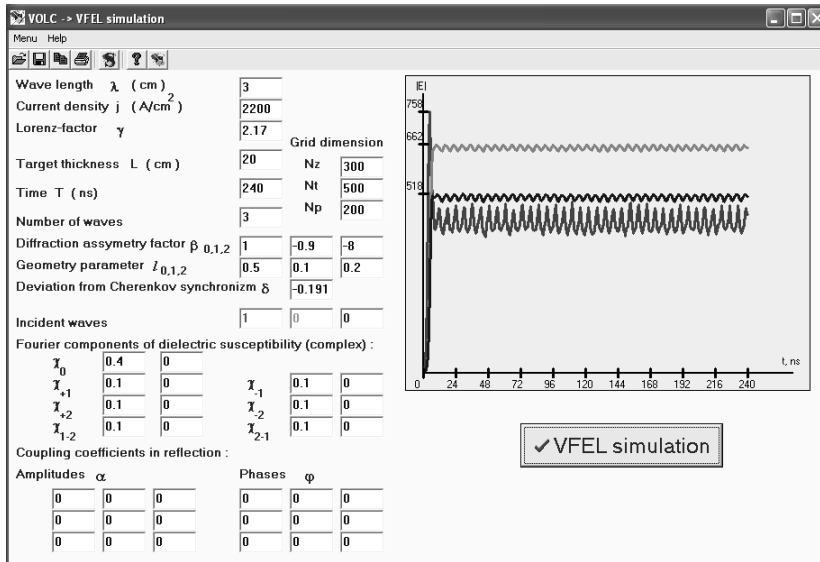 VOLC -> VFEL simulation
Menu Help
Wave length λ (cm) 3
Current density j (A/cm²) 2200
Lorenz-factor γ 2.17
Grid dimension
Target thickness L (cm) 20 Nz 300
Time T (ns) 240 Nt 500
Number of waves 3 Np 200
Diffraction assymetry factor β 0,1,2 1 -0.9 -8
Geometry parameter l 0,1,2 0.5 0.1 0.2
Deviation from Cherenkov synchronizm δ -0.191
Incident waves 1 0 0
Fourier components of dielectric susceptibility (complex) :
χ0 0.4 0
χ+1 0.1 0 χ-1 0.1 0
χ+2 0.1 0 χ-2 0.1 0
χ1-2 0.1 0 χ2-1 0.1 0
Coupling coefficients in reflection :
Amplitudes α Phases φ
0 0 0 0 0 0
0 0 0 0 0 0
0 0 0 0 0 0
|E|
758
662
518
t, ns
0 24 48 72 96 120 144 168 192 216 240
VFEL simulation